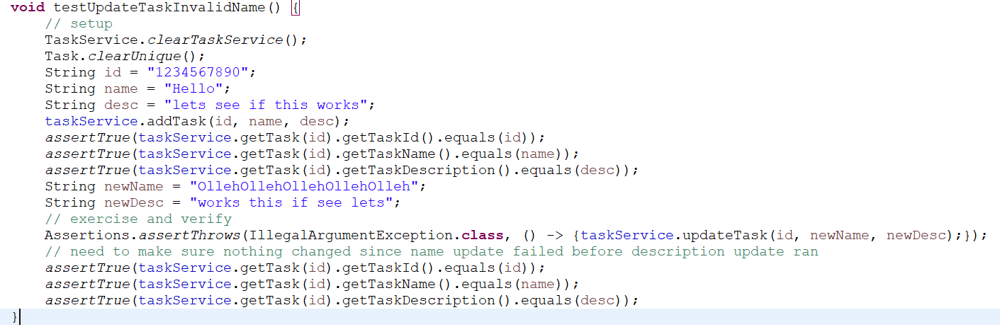 void testUpdateTaskInvalidName() {
    // setup
    TaskService.clearTaskService();
    Task.clearUnique();
    String id = "1234567890";
    String name = "Hello";
    String desc = "lets see if this works";
    taskService.addTask(id, name, desc);
    assertTrue(taskService.getTask(id).getTaskId().equals(id));
    assertTrue(taskService.getTask(id).getTaskName().equals(name));
    assertTrue(taskService.getTask(id).getTaskDescription().equals(desc));
    String newName = "OllehOllehOllehOllehOlleh";
    String newDesc = "works this if see lets";
    // exercise and verify
    Assertions.assertThrows(IllegalArgumentException.class, () -> {taskService.updateTask(id, newName, newDesc);});
    // need to make sure nothing changed since name update failed before description update ran
    assertTrue(taskService.getTask(id).getTaskId().equals(id));
    assertTrue(taskService.getTask(id).getTaskName().equals(name));
    assertTrue(taskService.getTask(id).getTaskDescription().equals(desc));
}